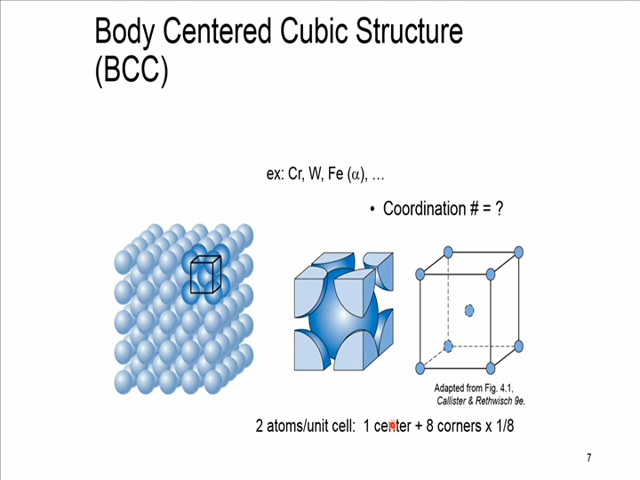 Body Centered Cubic Structure
(BCC)
ex: Cr, W, Fe (α), …
• Coordination # = ?
Adapted from Fig. 4.1,
Callister & Rethwisch 9e.
2 atoms/unit cell: 1 center + 8 corners x 1/8
7